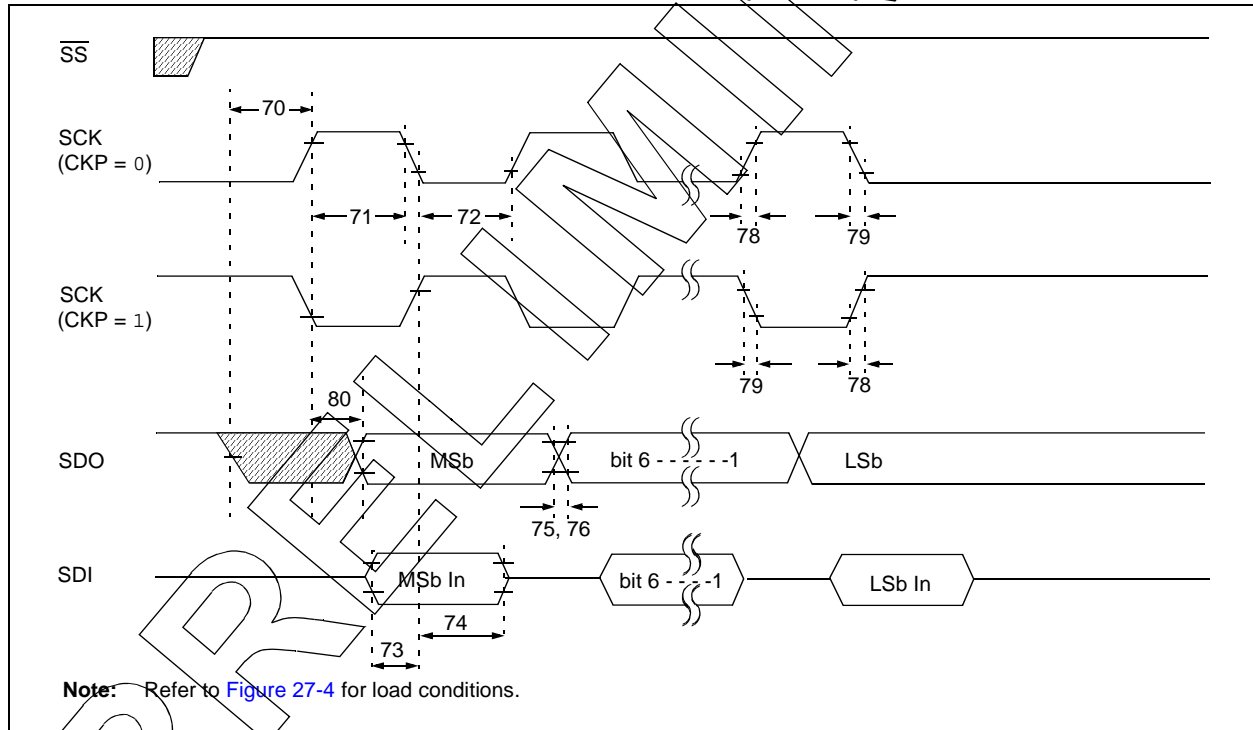 SS
70
SCK
(CKP = 0)
71
72
78
79
SCK
(CKP = 1)
79
78
80
SDO
MSb
bit 6 - - - - - -1
LSb
75, 76
SDI
MSb In
bit 6 - - - -1
LSb In
74
73
Note: Refer to Figure 27-4 for load conditions.
PRELIMIN